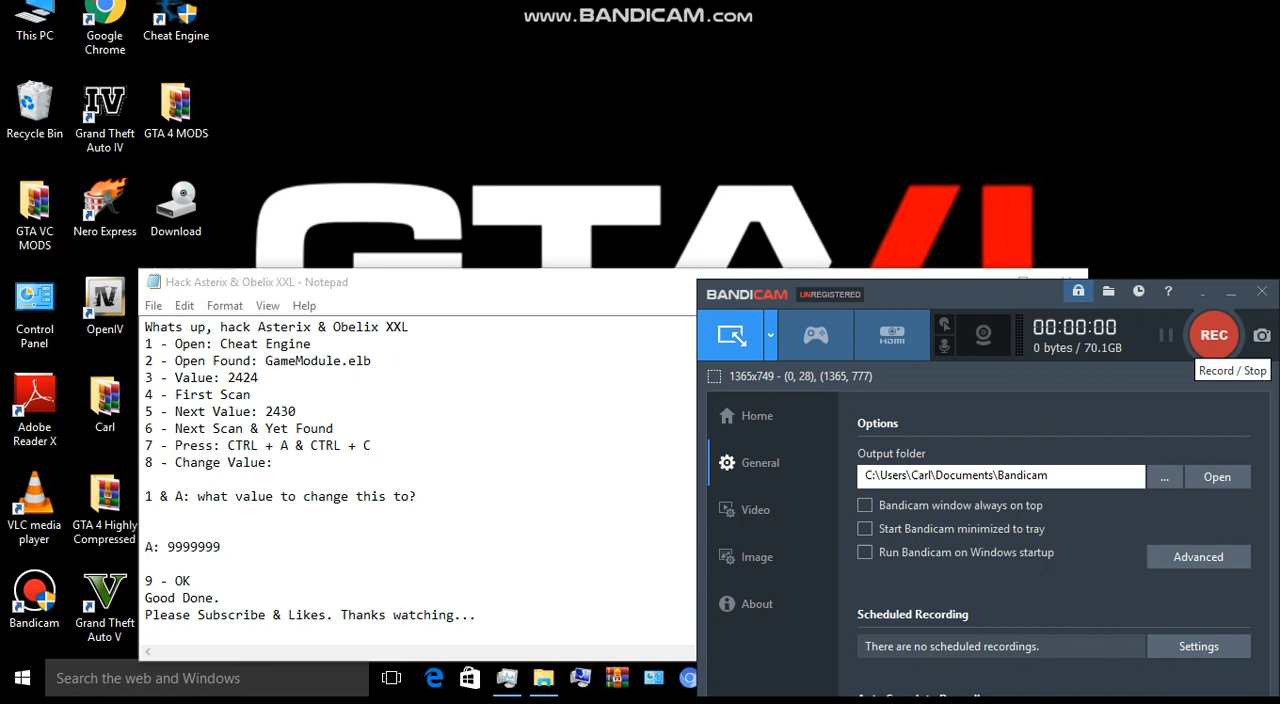 www.BANDICAM.com
This PC
Google
Chrome
Cheat Engine
Recycle Bin
IV
Grand Theft
Auto IV
GTA 4 MODS
GTA VC
MODS
Nero Express
Download
Control
Panel
IV
OpenIV
Adobe
Reader X
Carl
VLC media
player
GTA 4 Highly
Compressed
Bandicam
V
Grand Theft
Auto V
Hack Asterix & Obelix XXL - Notepad
File Edit Format View Help
Whats up, hack Asterix & Obelix XXL
1 - Open: Cheat Engine
2 - Open Found: GameModule.elb
3 - Value: 2424
4 - First Scan
5 - Next Value: 2430
6 - Next Scan & Yet Found
7 - Press: CTRL + A & CTRL + C
8 - Change Value:
1 & A: what value to change this to?
A: 9999999
9 - OK
Good Done.
Please Subscribe & Likes. Thanks watching...
BANDICAM UNREGISTERED
HDMI
00:00:00
0 bytes / 70.1GB
REC
Record / Stop
1365x749 - (0, 28), (1365, 777)
Home
General
Video
Image
About
Options
Output folder
C:\Users\Carl\Documents\Bandicam
...
Open
Bandicam window always on top
Start Bandicam minimized to tray
Run Bandicam on Windows startup
Advanced
Scheduled Recording
There are no scheduled recordings.
Settings
Search the web and Windows